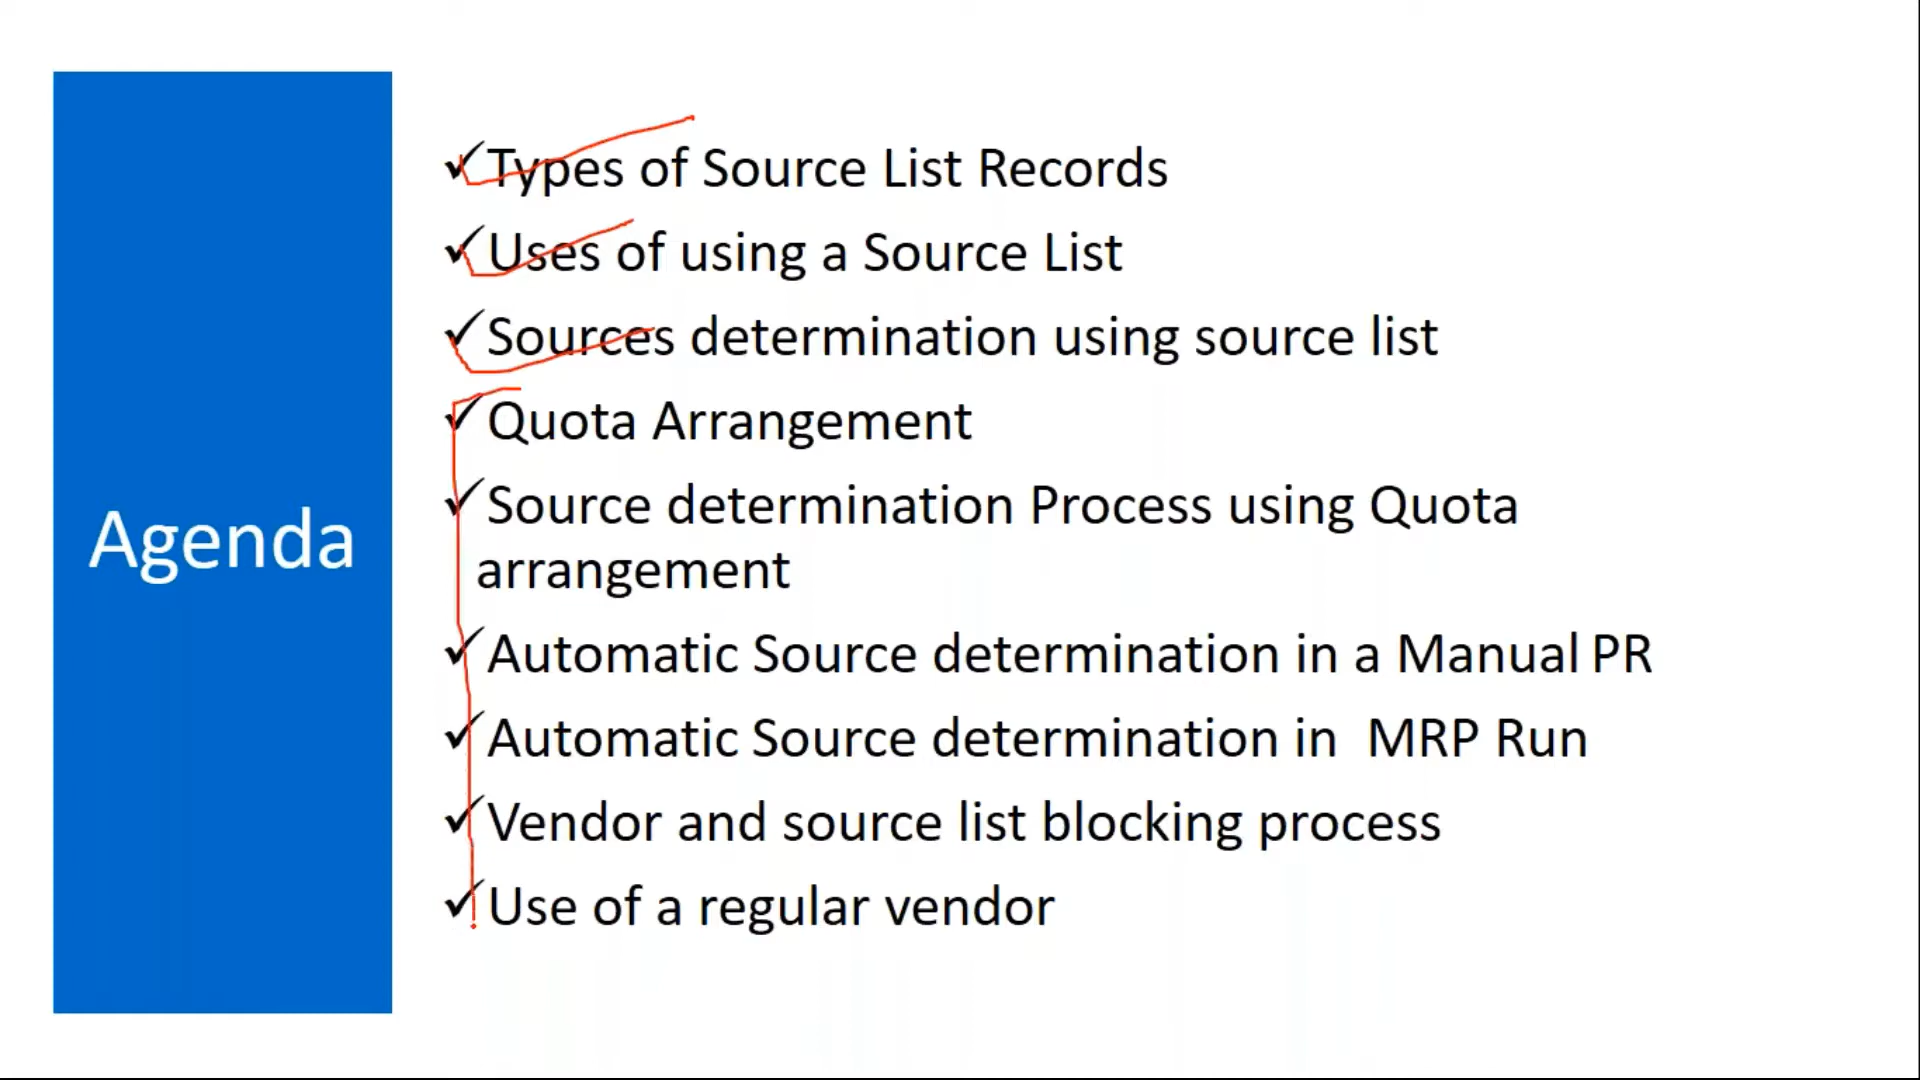 Agenda
Types of Source List Records
Uses of using a Source List
Sources determination using source list
Quota Arrangement
Source determination Process using Quota
arrangement
Automatic Source determination in a Manual PR
Automatic Source determination in  MRP Run
Vendor and source list blocking process
Use of a regular vendor